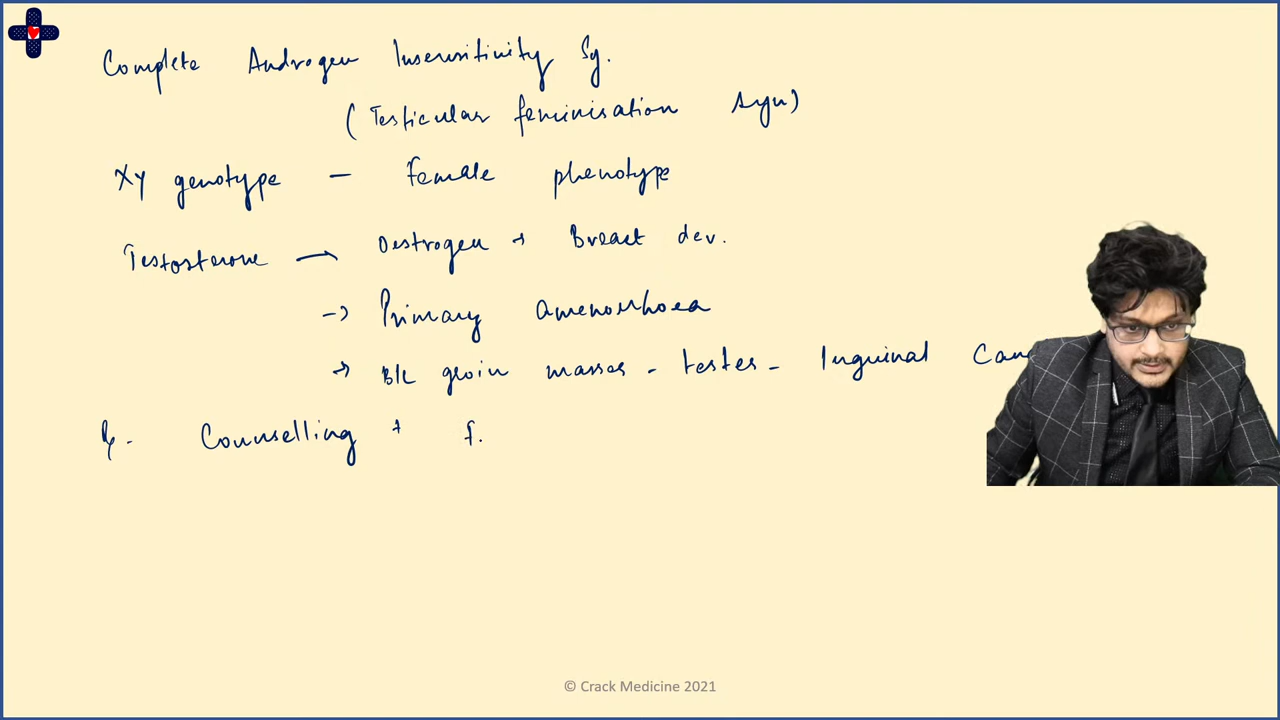 Complete Androgen Insensitivity Sy.
(Testicular feminisation syn)
XY genotype — Female phenotype
Testosterone → Oestrogen → Breast dev.
→ Primary amenorrhoea
→ B/L groin masses - testes - Inguinal
Rx - Counselling + f.
© Crack Medicine 2021